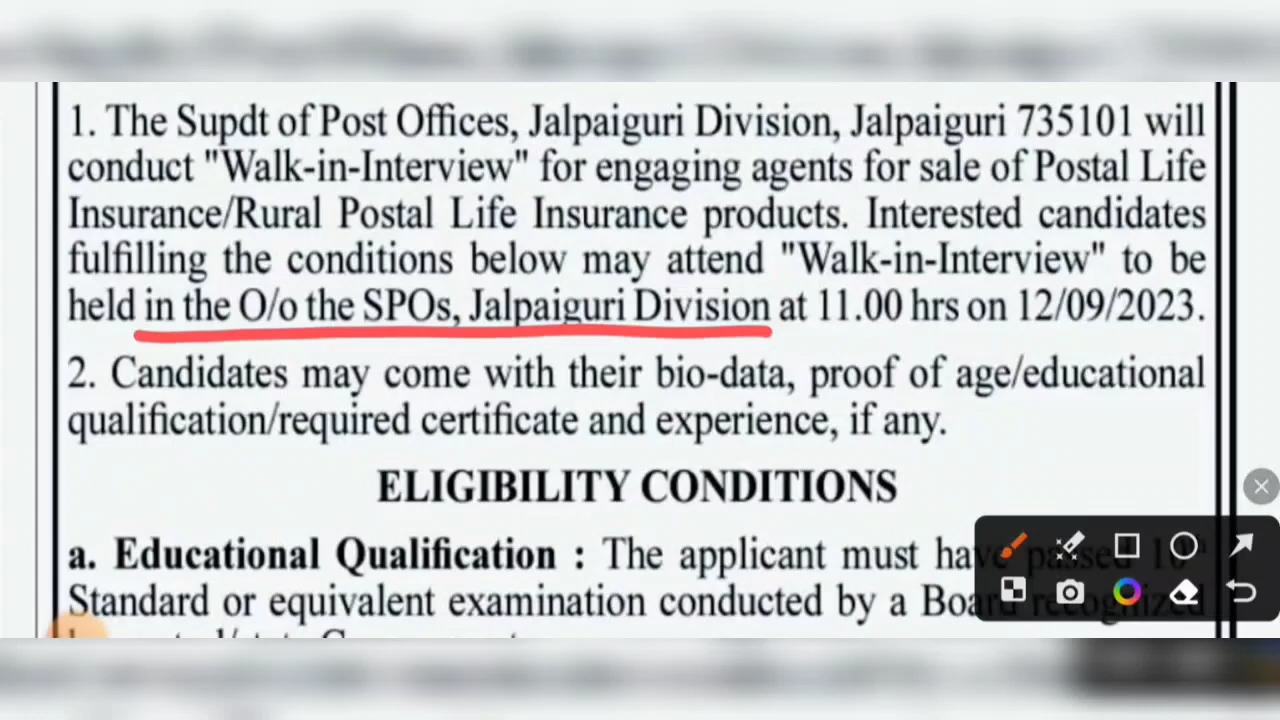 1. The Supdt of Post Offices, Jalpaiguri Division, Jalpaiguri 735101 will
conduct "Walk-in-Interview" for engaging agents for sale of Postal Life
Insurance/Rural Postal Life Insurance products. Interested candidates
fulfilling the conditions below may attend "Walk-in-Interview" to be
held in the O/o the SPOs, Jalpaiguri Division at 11.00 hrs on 12/09/2023.
2. Candidates may come with their bio-data, proof of age/educational
qualification/required certificate and experience, if any.
ELIGIBILITY CONDITIONS
a. Educational Qualification : The applicant must have passed 10th
Standard or equivalent examination conducted by a Board recognized